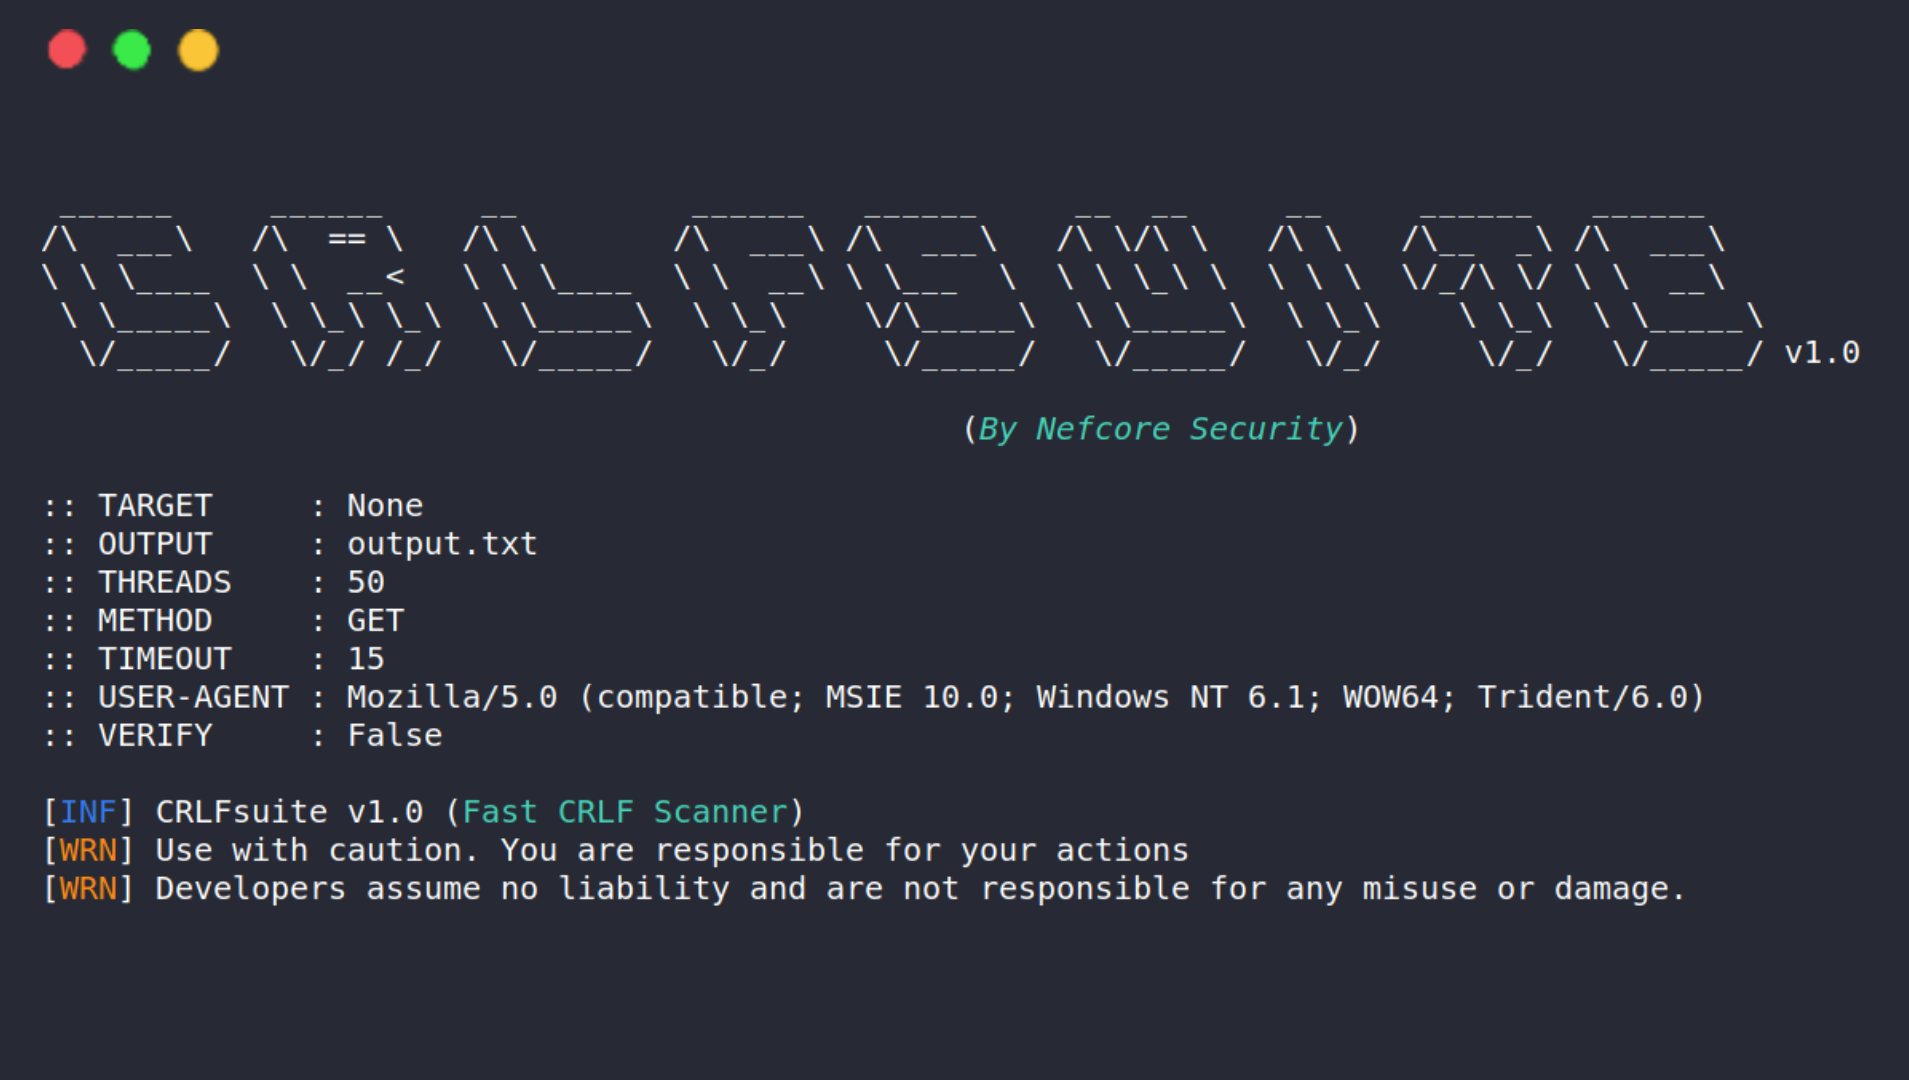 CRLFSUITE v1.0
(By Nefcore Security)
:: TARGET : None
:: OUTPUT : output.txt
:: THREADS : 50
:: METHOD : GET
:: TIMEOUT : 15
:: USER-AGENT : Mozilla/5.0 (compatible; MSIE 10.0; Windows NT 6.1; WOW64; Trident/6.0)
:: VERIFY : False
[INF] CRLFsuite v1.0 (Fast CRLF Scanner)
[WRN] Use with caution. You are responsible for your actions
[WRN] Developers assume no liability and are not responsible for any misuse or damage.